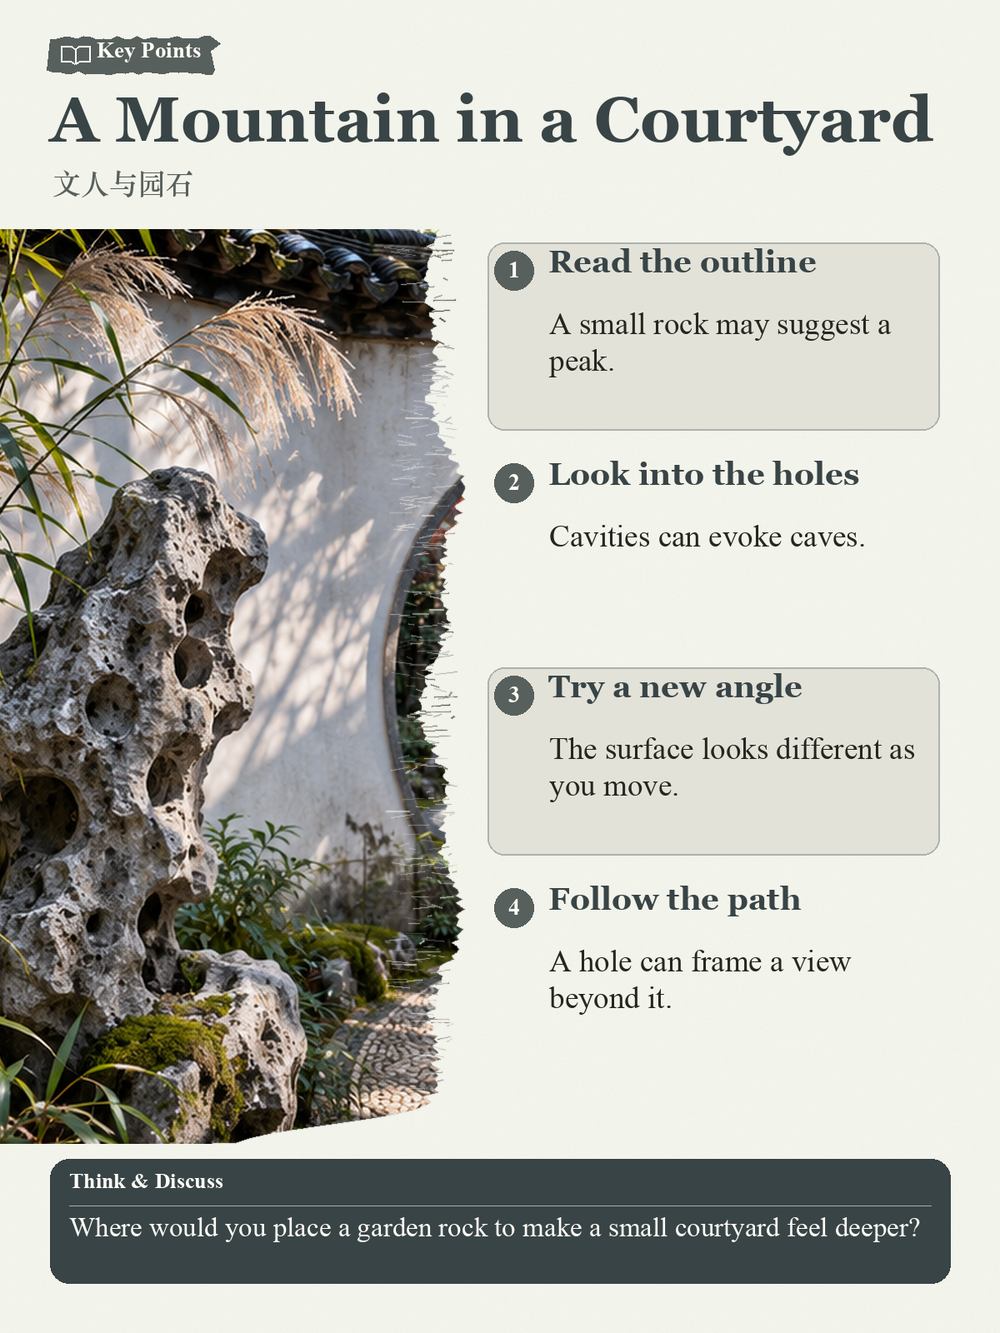 Key Points
A Mountain in a Courtyard
文人与园石
1 Read the outline
A small rock may suggest a
peak.
2 Look into the holes
Cavities can evoke caves.
3 Try a new angle
The surface looks different as
you move.
4 Follow the path
A hole can frame a view
beyond it.
Think & Discuss
Where would you place a garden rock to make a small courtyard feel deeper?